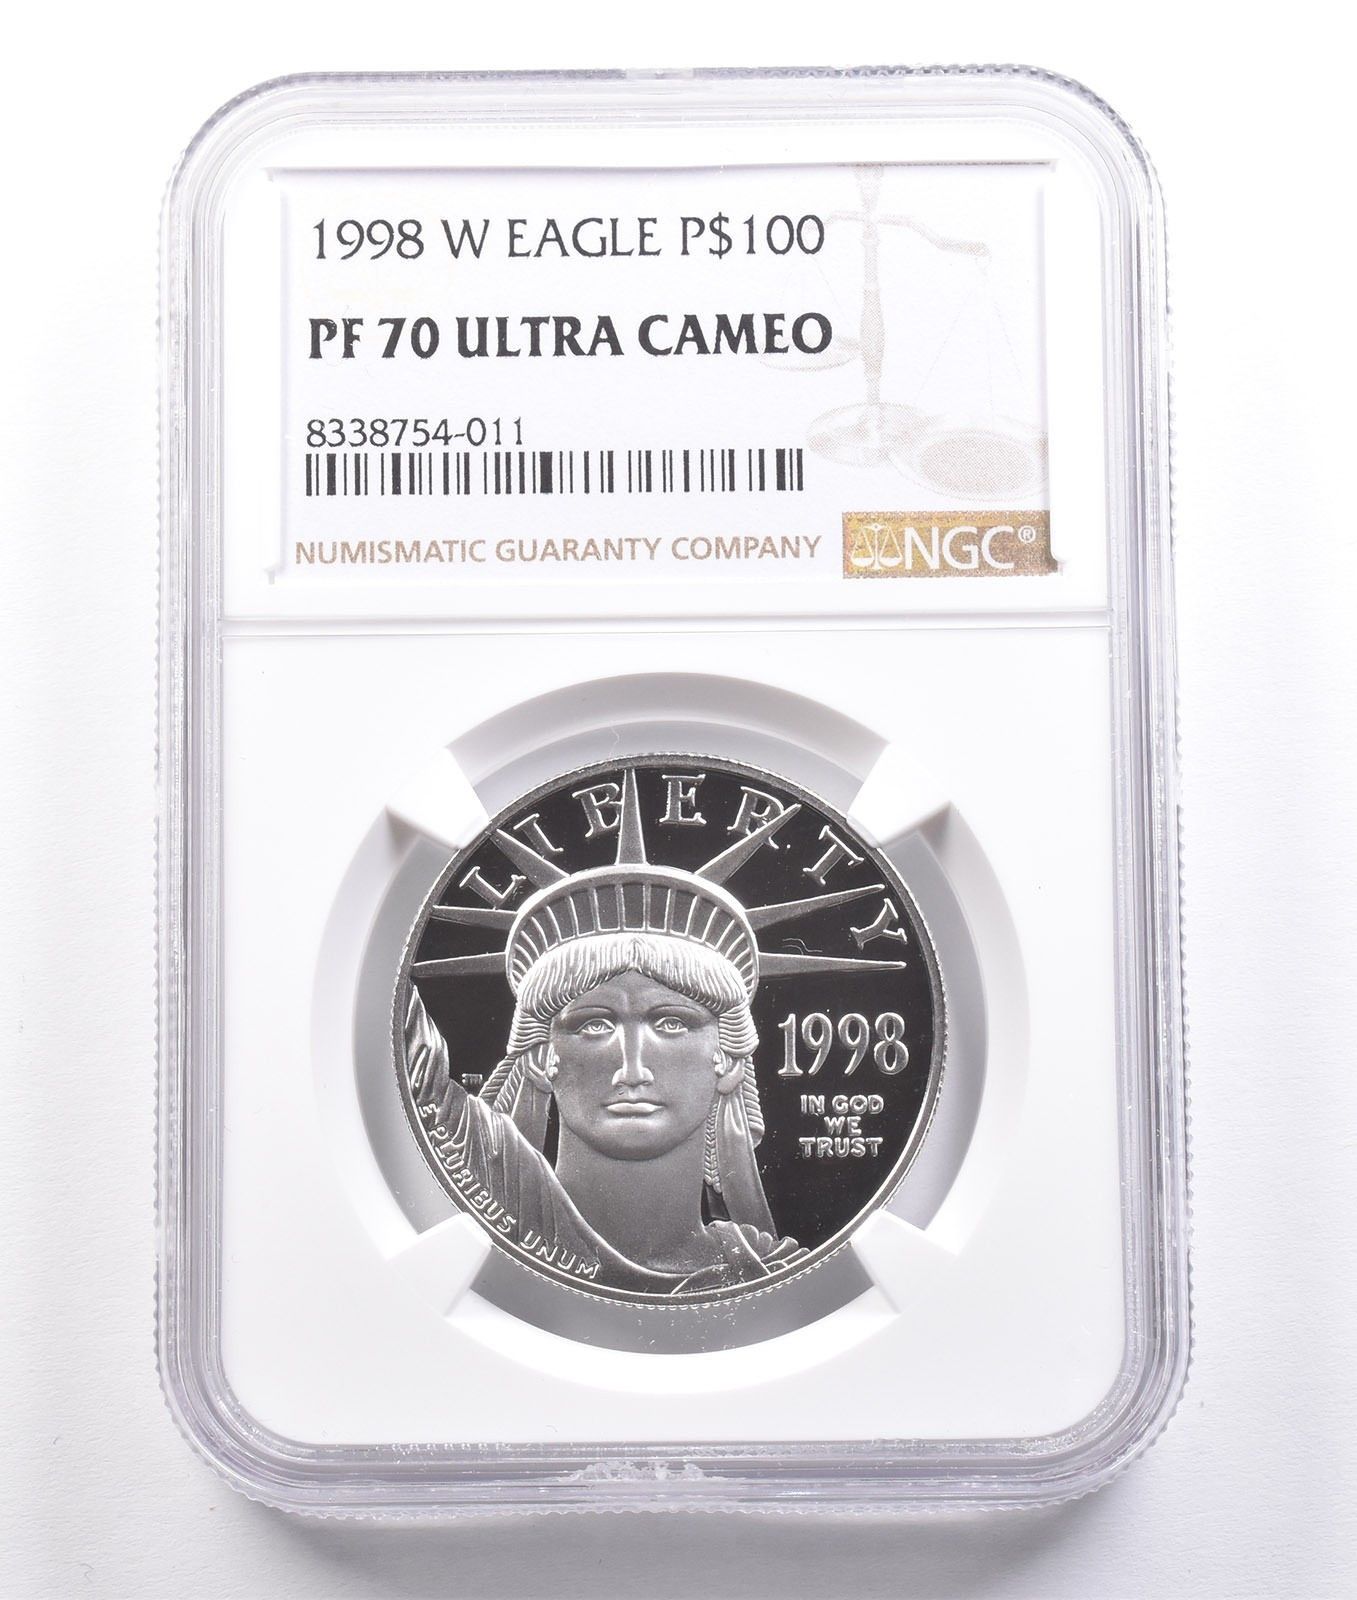 1998 W EAGLE P$100
PF 70 ULTRA CAMEO
8338754-011
NUMISMATIC GUARANTY COMPANY
NGC®
LIBERTY
1998
IN GOD
WE
TRUST
E PLURIBUS UNUM